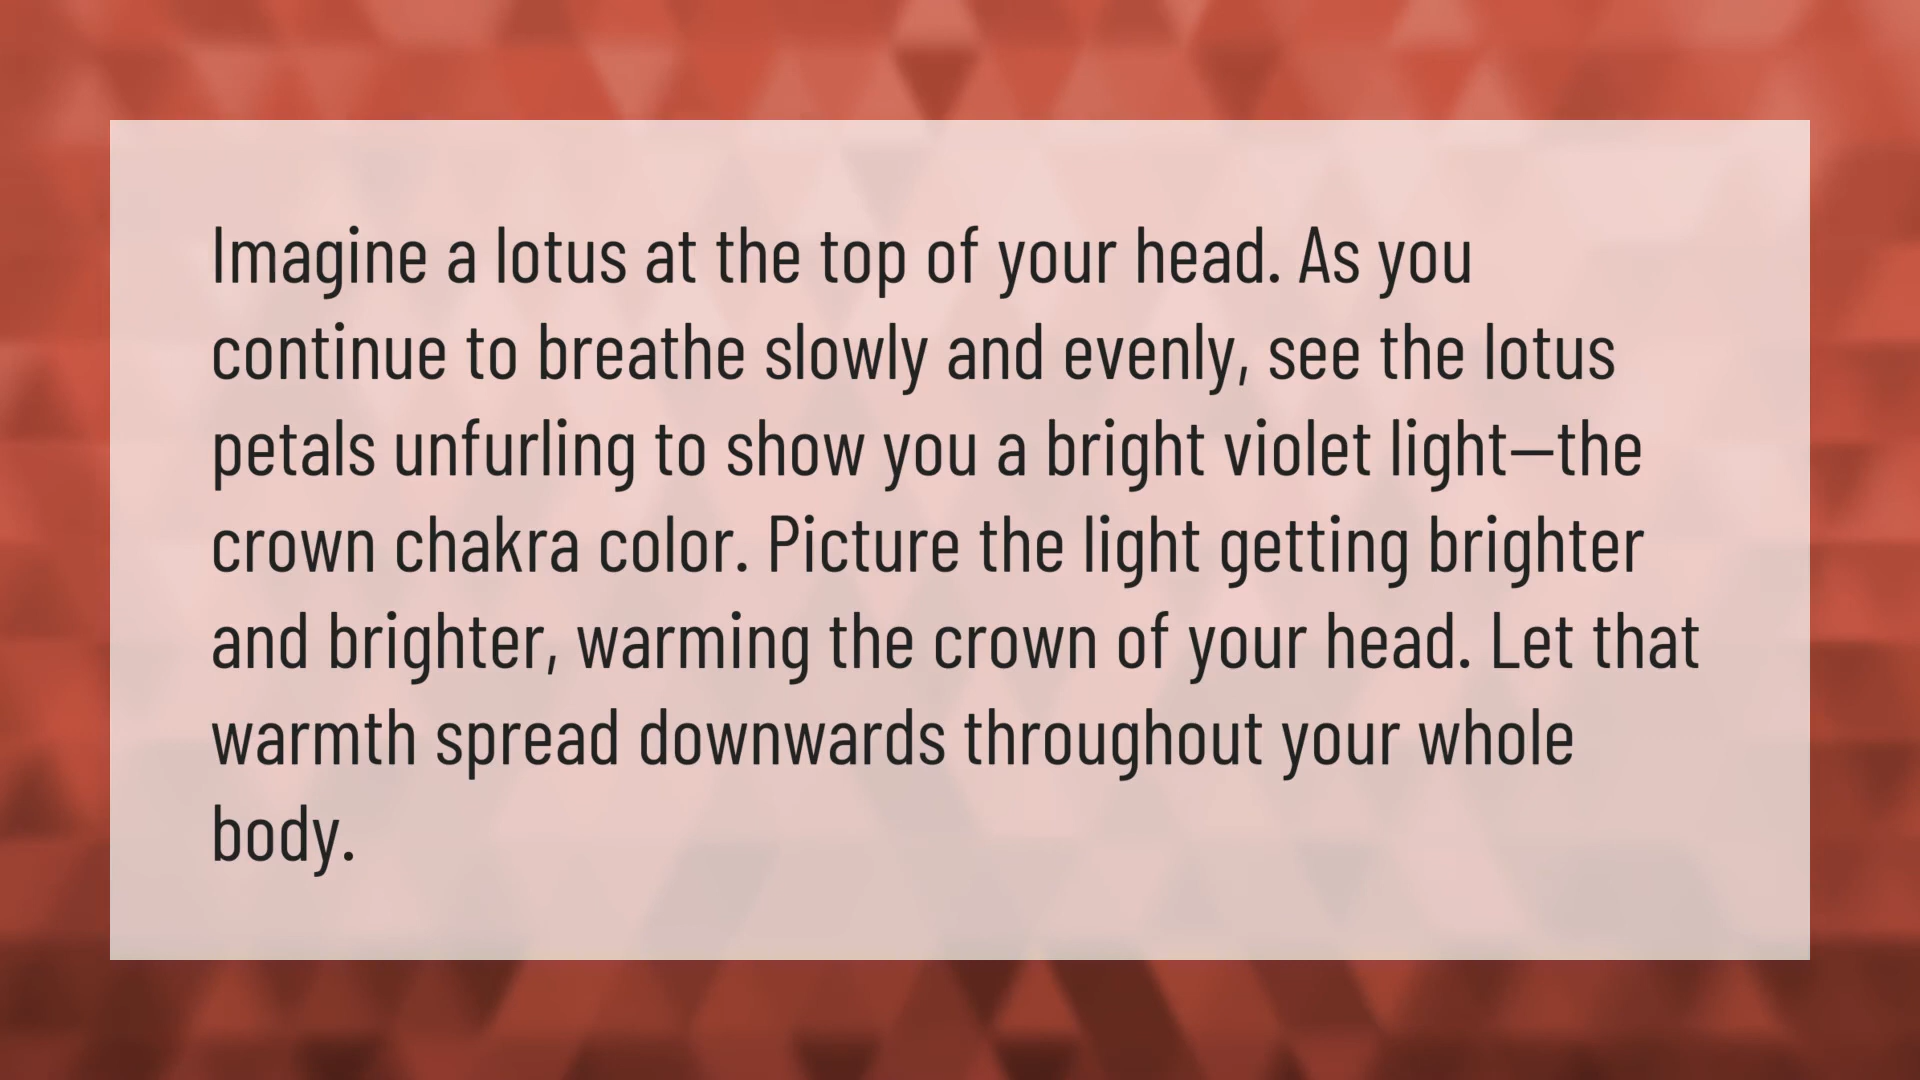 Imagine a lotus at the top of your head. As you
continue to breathe slowly and evenly, see the lotus
petals unfurling to show you a bright violet light—the
crown chakra color. Picture the light getting brighter
and brighter, warming the crown of your head. Let that
warmth spread downwards throughout your whole
body.